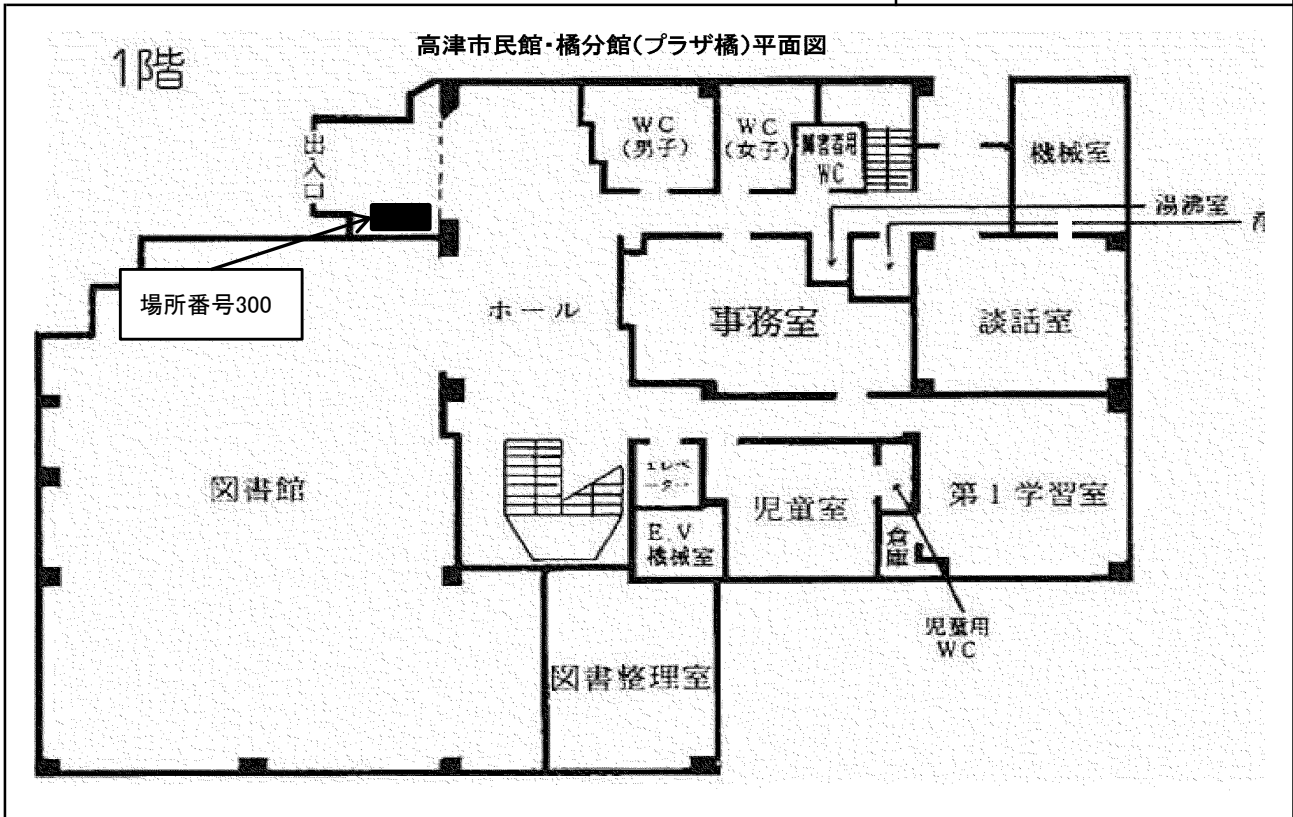 高津市民館・橘分館（プラザ橘）平面図
1階
出入口
WC
（男子）
WC
（女子）
障害者用
WC
機械室
湯沸室
場所番号300
ホール
事務室
談話室
図書館
エレベ
ーター
児童室
第1学習室
E.V
機械室
倉庫
児童用
WC
図書整理室